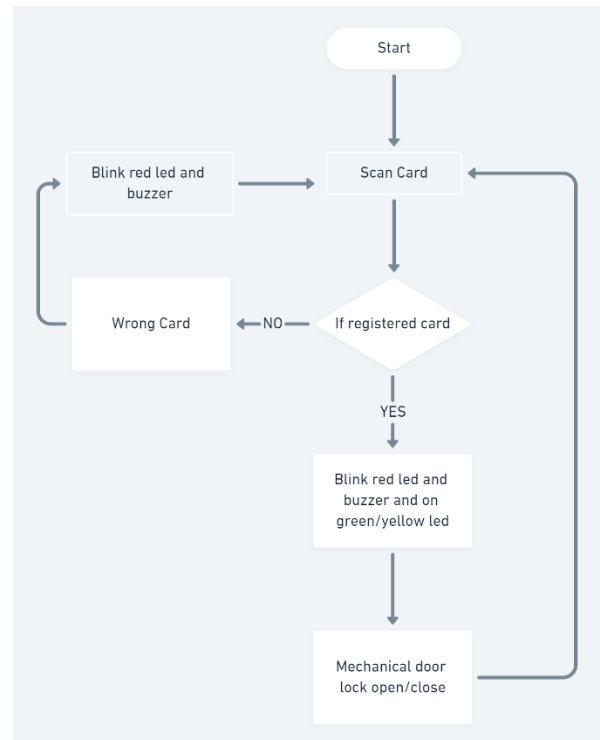 Start
Scan Card
Blink red led and
buzzer
If registered card
NO
Wrong Card
YES
Blink red led and
buzzer and on
green/yellow led
Mechanical door
lock open/close